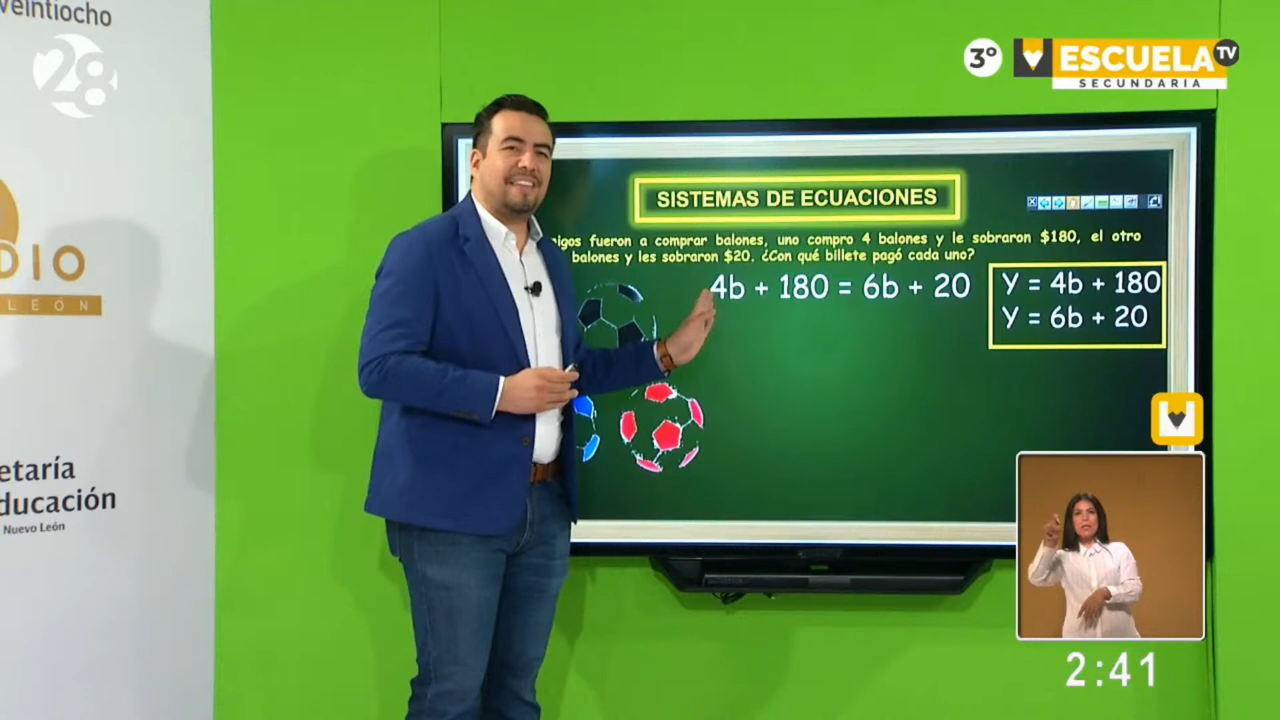 veintiocho
28
3º ESCUELA TV
SECUNDARIA
DIO
LEÓN
SISTEMAS DE ECUACIONES
fueron a comprar balones, uno compro 4 balones y le sobraron $180, el otro
balones y les sobraron $20. ¿Con qué billete pagó cada uno?
4b + 180 = 6b + 20
Y = 4b + 180
Y = 6b + 20
etaría
ducación
Nuevo León
2:41